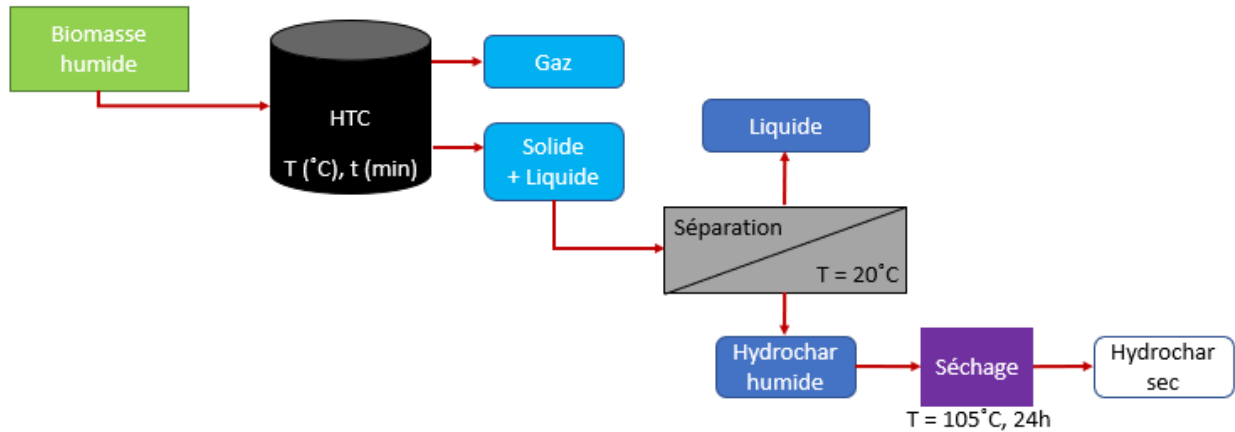 Biomasse
humide
HTC
T (˚C), t (min)
Gaz
Solide
+ Liquide
Liquide
Séparation
T = 20˚C
Hydrochar
humide
Séchage
T = 105˚C, 24h
Hydrochar
sec